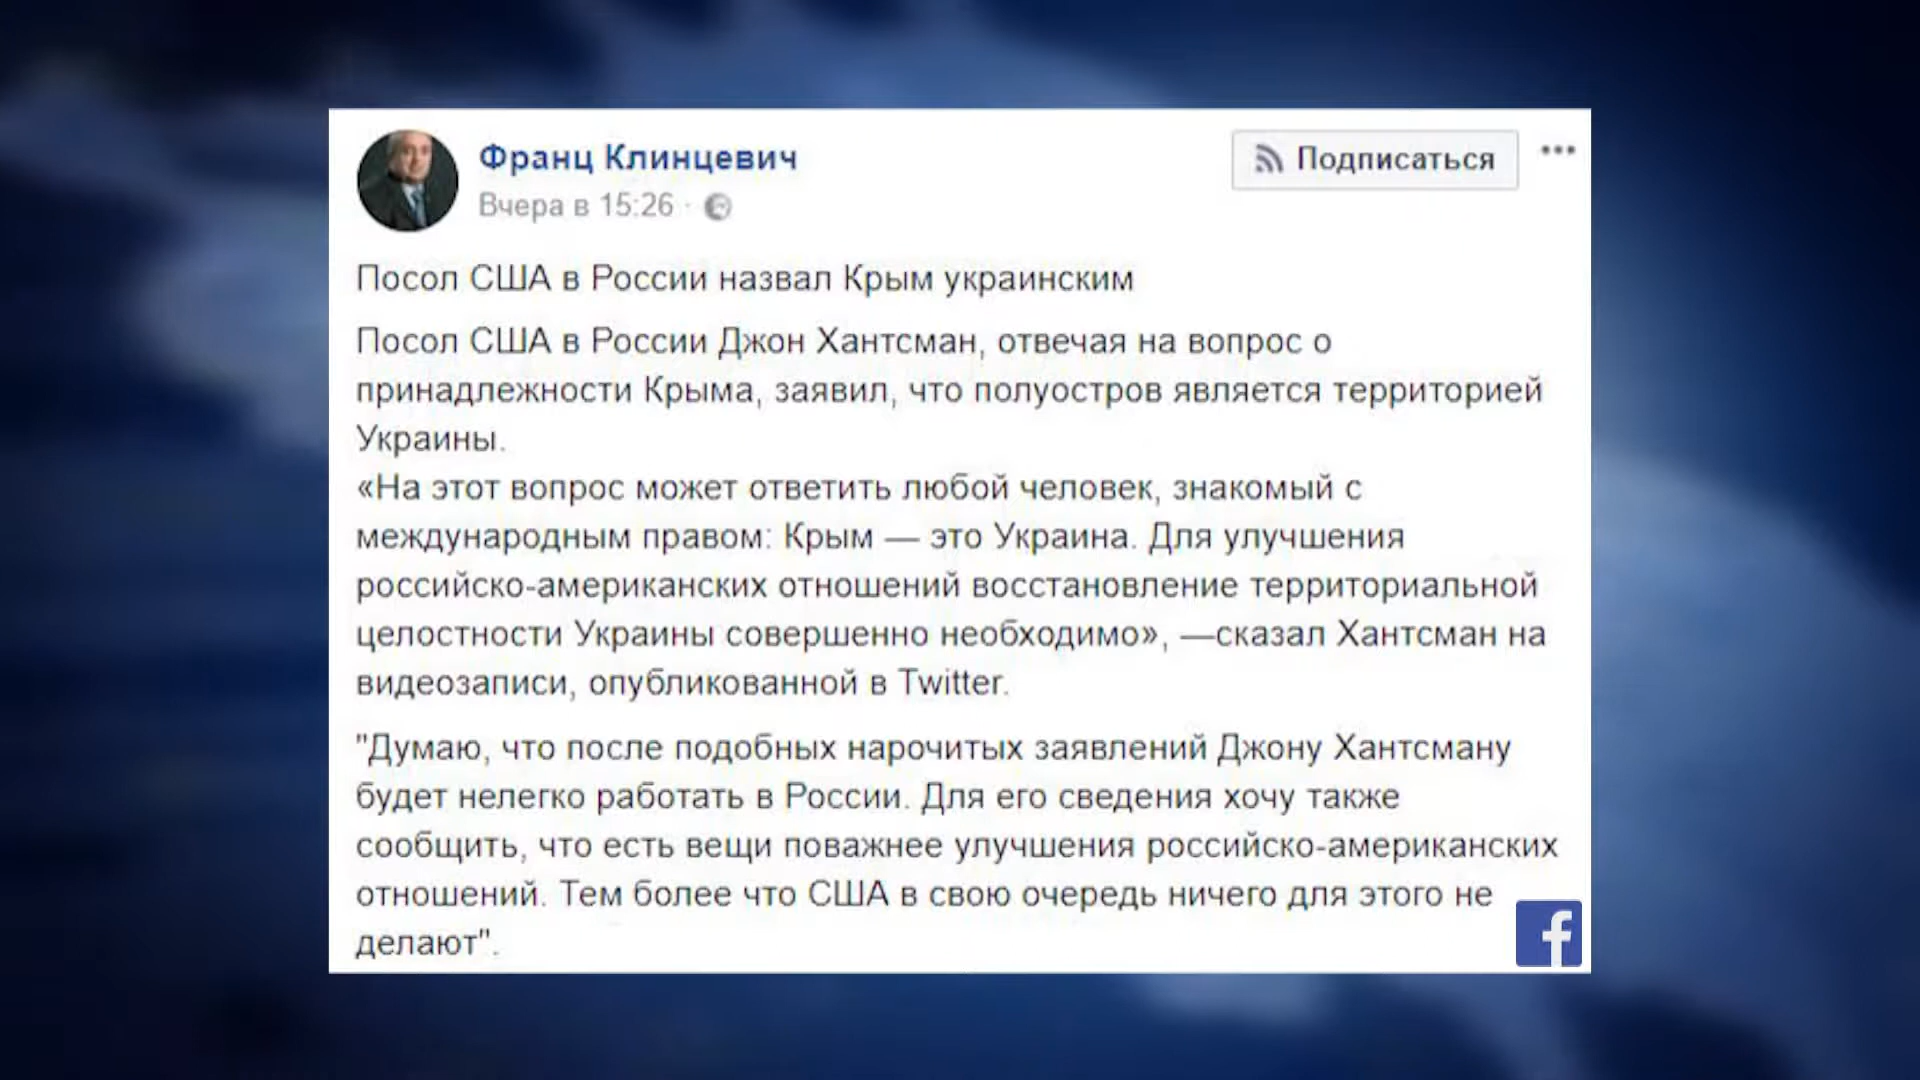 Франц Клинцевич
Вчера в 15:26 ·
Подписаться
Посол США в России назвал Крым украинским
Посол США в России Джон Хантсман, отвечая на вопрос о
принадлежности Крыма, заявил, что полуостров является территорией
Украины.
«На этот вопрос может ответить любой человек, знакомый с
международным правом: Крым — это Украина. Для улучшения
российско-американских отношений восстановление территориальной
целостности Украины совершенно необходимо», —сказал Хантсман на
видеозаписи, опубликованной в Twitter.
"Думаю, что после подобных нарочитых заявлений Джону Хантсману
будет нелегко работать в России. Для его сведения хочу также
сообщить, что есть вещи поважнее улучшения российско-американских
отношений. Тем более что США в свою очередь ничего для этого не
делают".
f